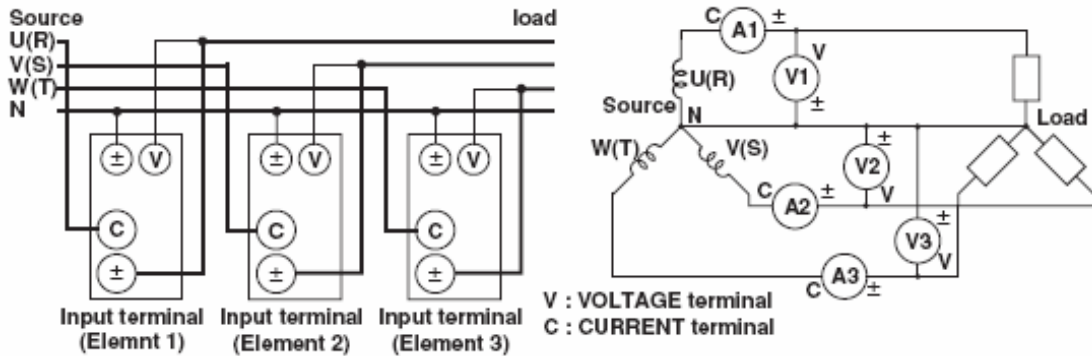 Source
load
U(R)
V(S)
W(T)
N
± V
± V
± V
C
C
C
±
±
±
Input terminal
(Elemnt 1)
Input terminal
(Element 2)
Input terminal
(Element 3)
C A1 ±
V
V1
±
U(R)
Source
N
Load
W(T)
V(S)
±
V2
V
C A2 ±
±
V3
V
C A3 ±
V : VOLTAGE terminal
C : CURRENT terminal